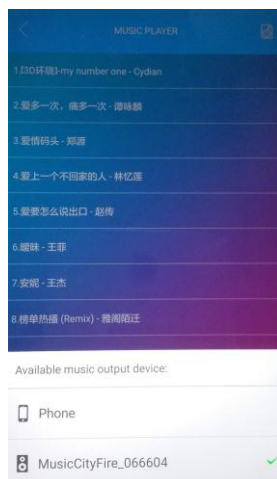 MUSIC PLAYER
1.[3D环绕]-my number one - Cydian
2.爱多一次，痛多一次 - 谭咏麟
3.爱情码头 - 郑源
4.爱上一个不回家的人 - 林忆莲
5.爱要怎么说出口 - 赵传
6.暧昧 - 王菲
7.安妮 - 王杰
8.榜单热播 (Remix) - 雅阁陌迁
Available music output device:
Phone
MusicCityFire_066604